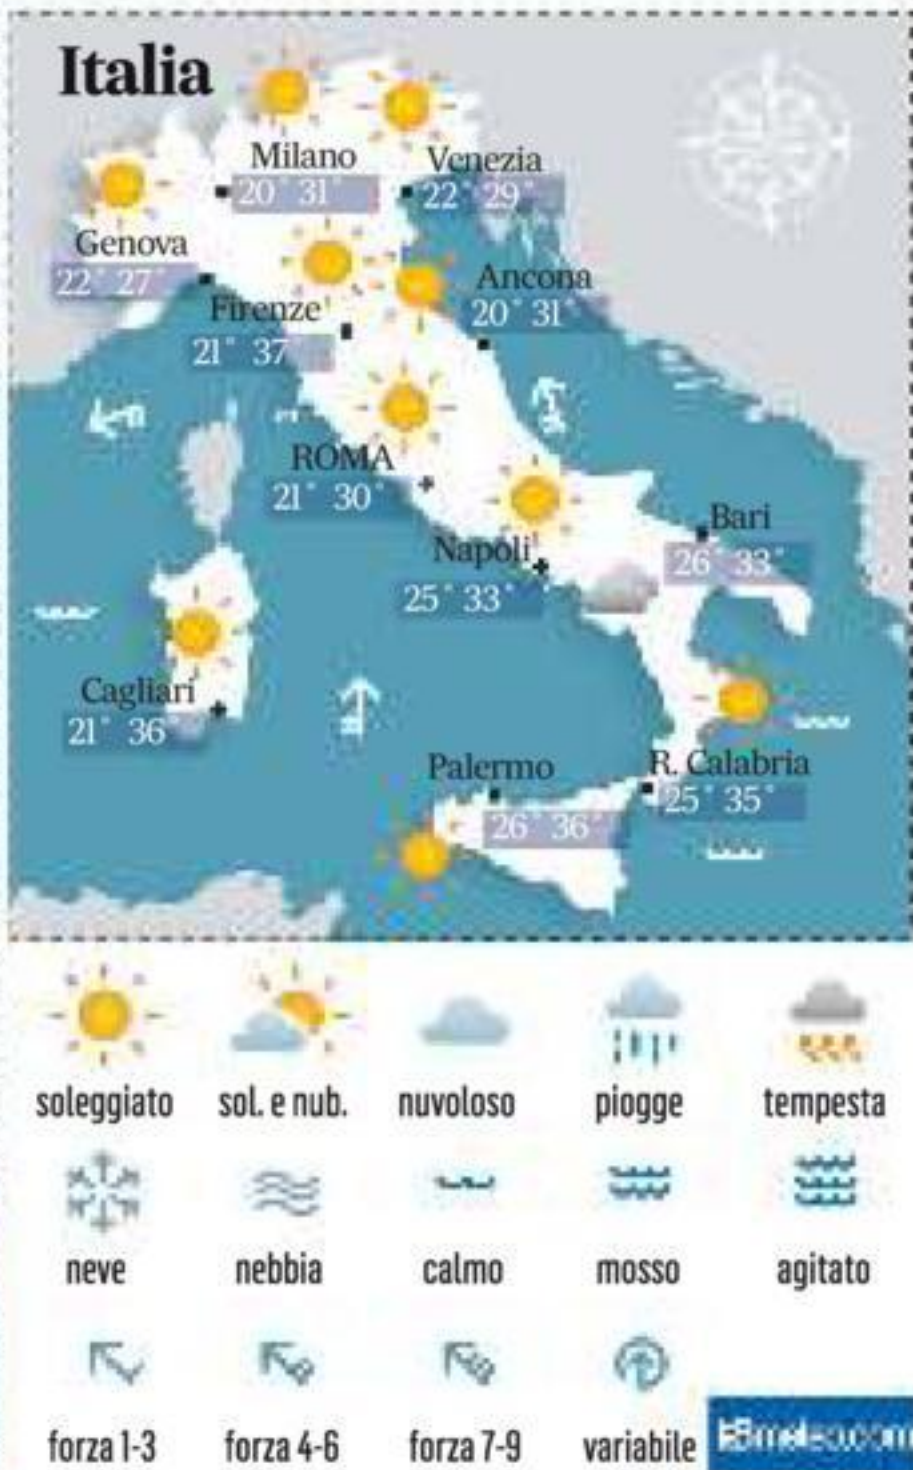 Italia
Milano
20° 31°
Venezia
22° 29°
Genova
22° 27°
Firenze
21° 37
Ancona
20° 31°
ROMA
21° 30°
Napoli
25° 33°
Bari
26° 33°
Cagliari
21° 36°
Palermo
26° 36°
R. Calabria
25° 35°
soleggiato sol. e nub. nuvoloso piogge tempesta
neve nebbia calmo mosso agitato
forza 1-3 forza 4-6 forza 7-9 variabile